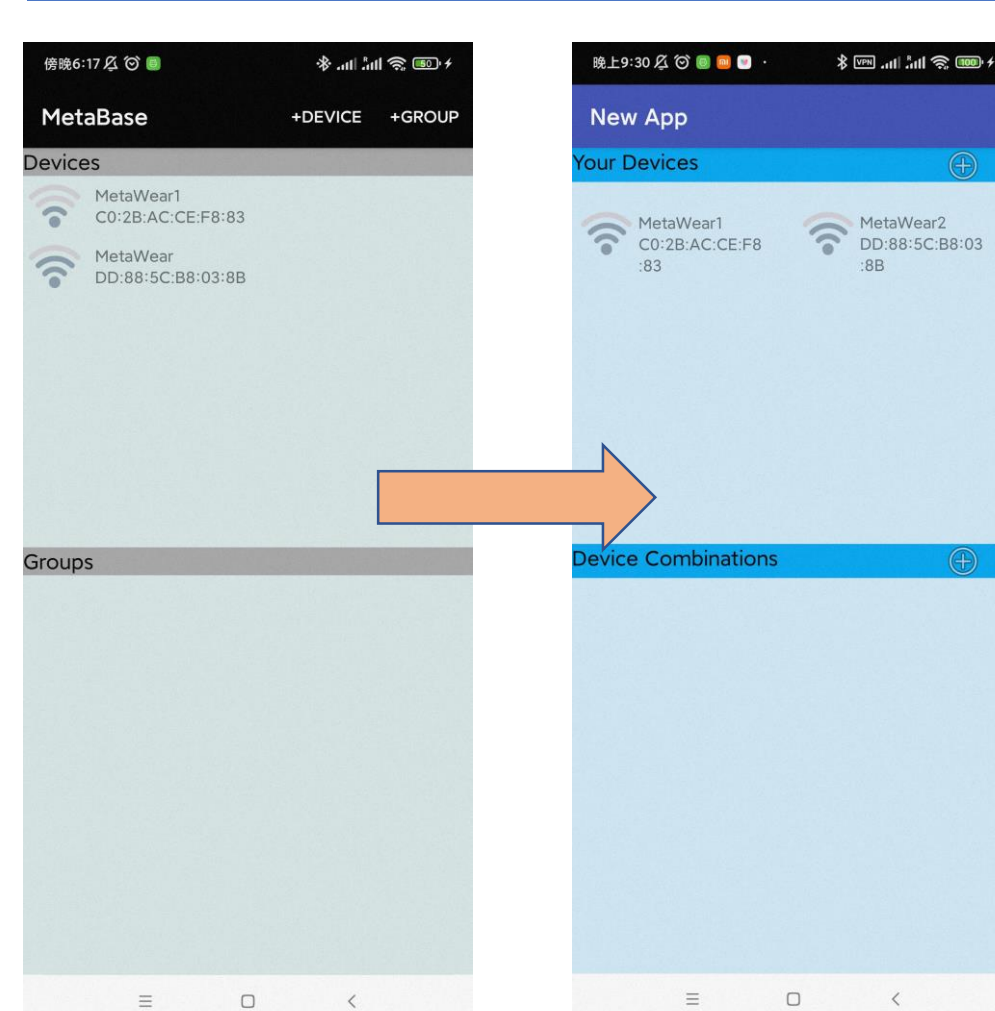 傍晚6:17
50
MetaBase
+DEVICE
+GROUP
Devices
MetaWear1
C0:2B:AC:CE:F8:83
MetaWear
DD:88:5C:B8:03:8B
Groups
晚上9:30
VPN
100
New App
Your Devices
MetaWear1
C0:2B:AC:CE:F8
:83
MetaWear2
DD:88:5C:B8:03
:8B
Device Combinations